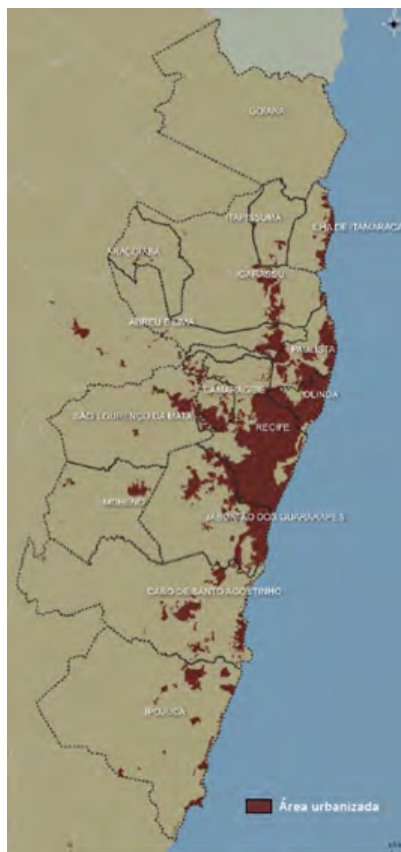 GOIANA
ITAPISSUMA
ILHA DE ITAMARACÁ
ARAÇOIABA
IGARASSU
ABREU E LIMA
PAULISTA
CAMARAGIBE
OLINDA
SÃO LOURENÇO DA MATA
RECIFE
MORENO
JABOATÃO DOS GUARARAPES
CABO DE SANTO AGOSTINHO
IPOJUCA
Área urbanizada